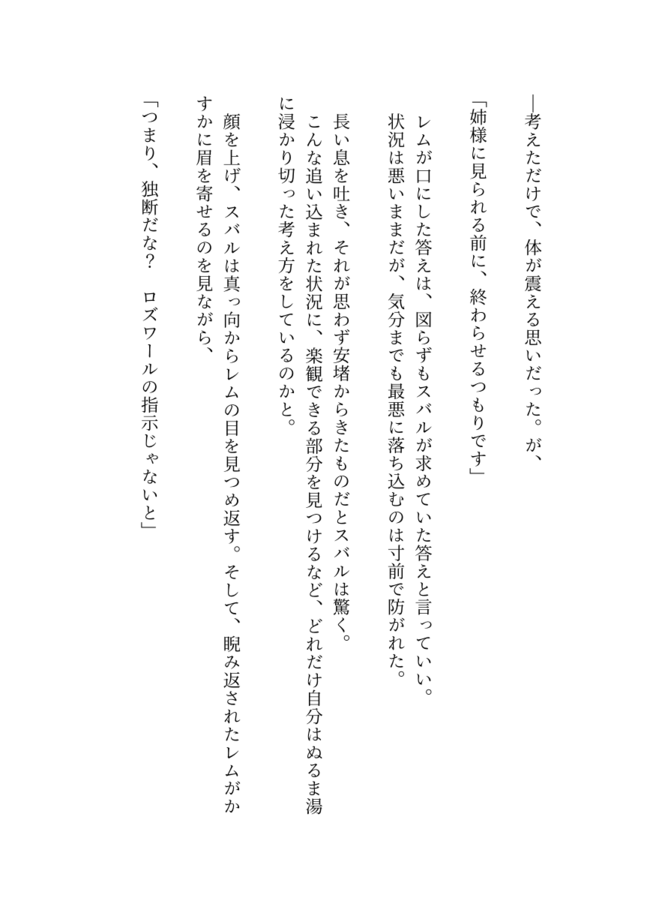 ―考えただけで、体が震える思いだった。が、
「姉様に見られる前に、終わらせるつもりです」
レムが口にした答えは、図らずもスバルが求めていた答えと言っていい。
状況は悪いままだが、気分までも最悪に落ち込むのは寸前で防がれた。
長い息を吐き、それが思わず安堵からきたものだとスバルは驚く。
こんな追い込まれた状況に、楽観できる部分を見つけるなど、どれだけ自分はぬるま湯
に浸かり切った考え方をしているのかと。
顔を上げ、スバルは真っ向からレムの目を見つめ返す。そして、睨み返されたレムがか
すかに眉を寄せるのを見ながら、
「つまり、独断だな？　ロズワールの指示じゃないと」